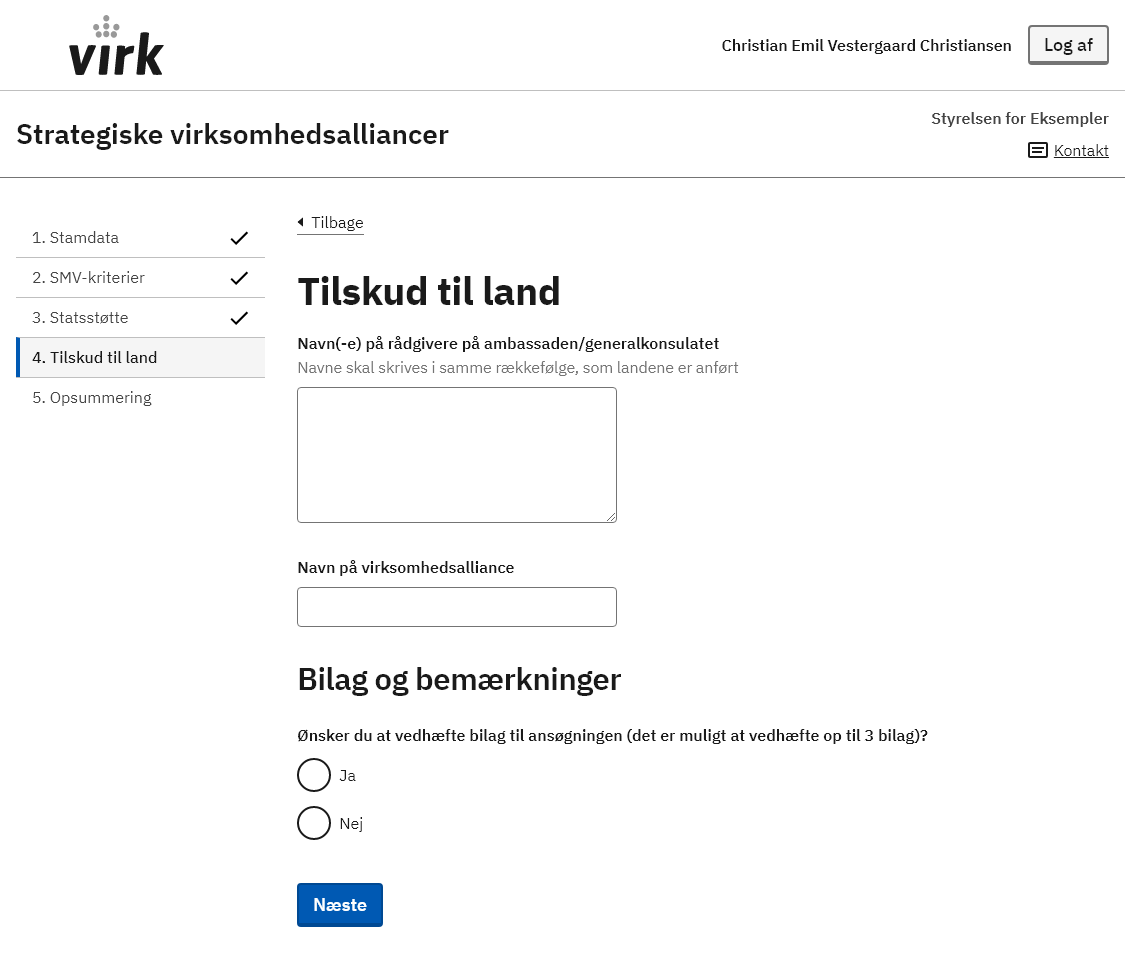 virk
Christian Emil Vestergaard Christiansen
Log af
Strategiske virksomhedsalliancer
Styrelsen for Eksempler
Kontakt
1. Stamdata
2. SMV-kriterier
3. Statsstøtte
4. Tilskud til land
5. Opsummering
Tilbage
Tilskud til land
Navn(-e) på rådgivere på ambassaden/generalkonsulatet
Navne skal skrives i samme rækkefølge, som landene er anført
Navn på virksomhedsalliance
Bilag og bemærkninger
Ønsker du at vedhæfte bilag til ansøgningen (det er muligt at vedhæfte op til 3 bilag)?
Ja
Nej
Næste